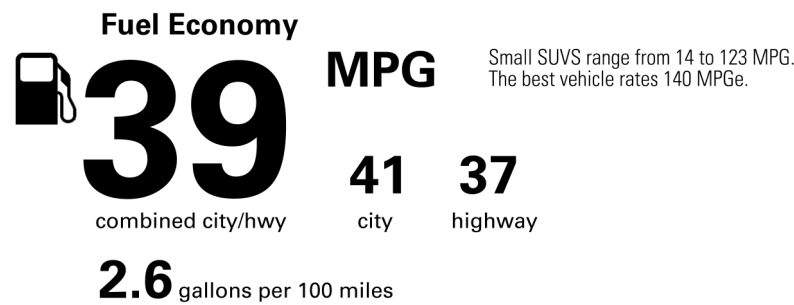 Fuel Economy
39
MPG
Small SUVS range from 14 to 123 MPG.
The best vehicle rates 140 MPGe.
combined city/hwy
41
city
37
highway
2.6 gallons per 100 miles